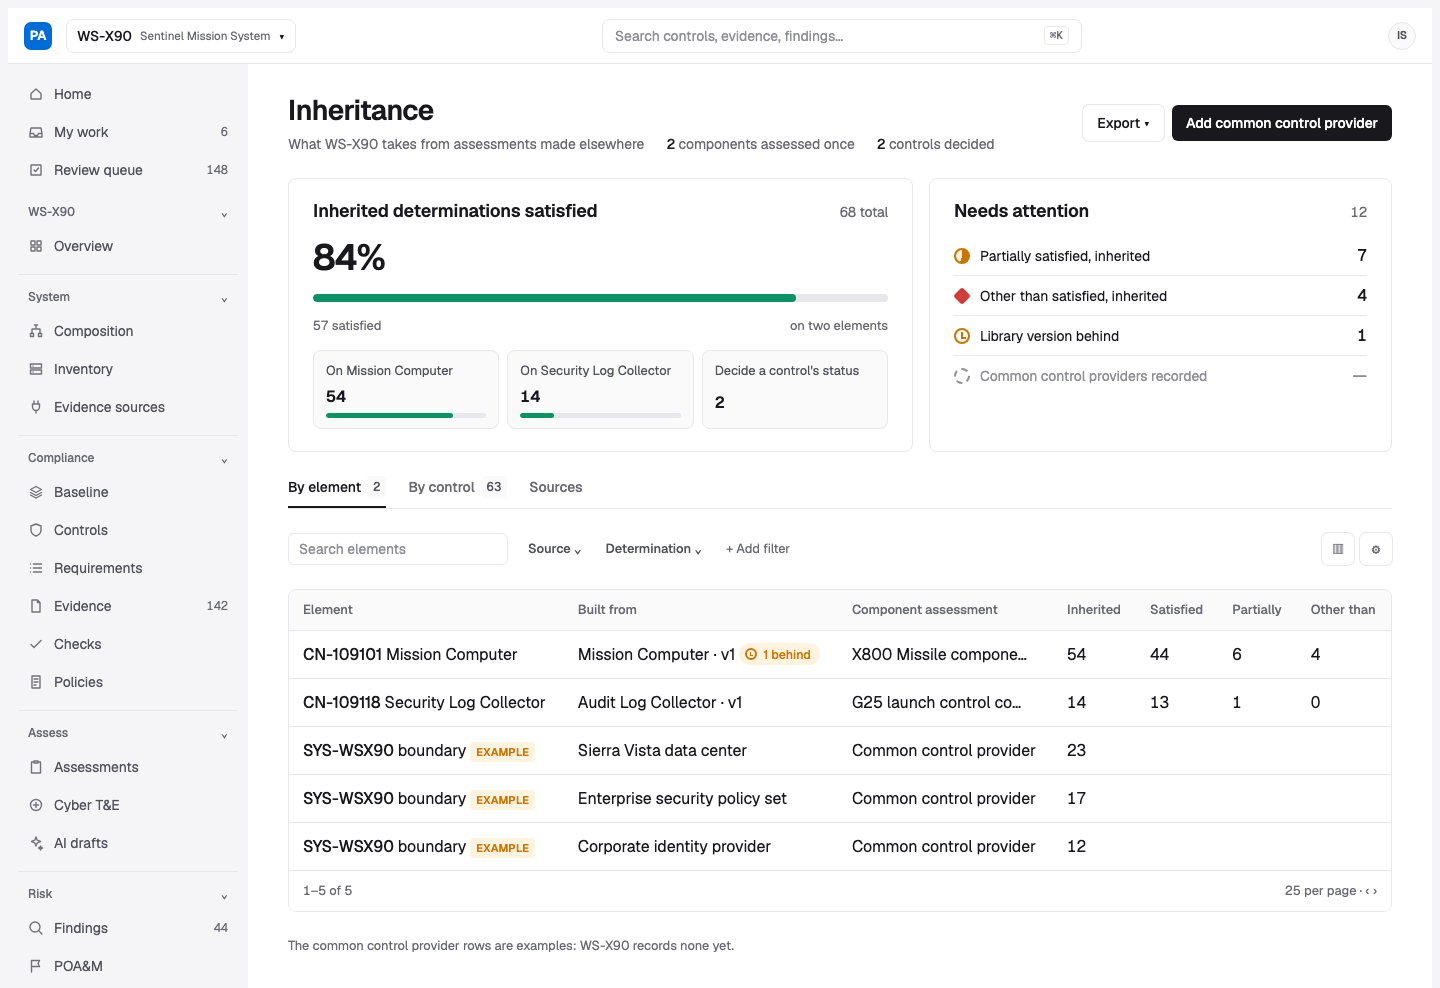 PA
WS-X90 Sentinel Mission System ▾
Search controls, evidence, findings... ⌘K
IS
Home
My work 6
Review queue 148
WS-X90
Overview
System
Composition
Inventory
Evidence sources
Compliance
Baseline
Controls
Requirements
Evidence 142
Checks
Policies
Assess
Assessments
Cyber T&E
AI drafts
Risk
Findings 44
POA&M
Inheritance
What WS-X90 takes from assessments made elsewhere 2 components assessed once 2 controls decided
Export ▾
Add common control provider
Inherited determinations satisfied 68 total
84%
57 satisfied on two elements
On Mission Computer
54
On Security Log Collector
14
Decide a control's status
2
Needs attention 12
Partially satisfied, inherited 7
Other than satisfied, inherited 4
Library version behind 1
Common control providers recorded —
By element 2 By control 63 Sources
Search elements Source Determination + Add filter
Element Built from Component assessment Inherited Satisfied Partially Other than
CN-109101 Mission Computer Mission Computer · v1 1 behind X800 Missile compone... 54 44 6 4
CN-109118 Security Log Collector Audit Log Collector · v1 G25 launch control co... 14 13 1 0
SYS-WSX90 boundary EXAMPLE Sierra Vista data center Common control provider 23
SYS-WSX90 boundary EXAMPLE Enterprise security policy set Common control provider 17
SYS-WSX90 boundary EXAMPLE Corporate identity provider Common control provider 12
1–5 of 5 25 per page · ‹ ›
The common control provider rows are examples: WS-X90 records none yet.